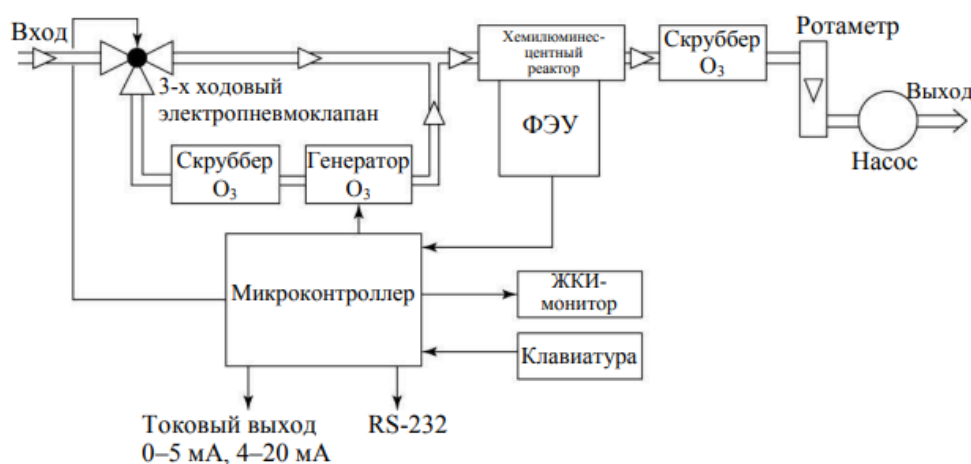 Вход
3-х ходовый
электропневмоклапан
Хемилюминес-
центный
реактор
ФЭУ
Скруббер
O₃
Ротаметр
Выход
Насос
Скруббер
O₃
Генератор
O₃
Микроконтроллер
ЖКИ-
монитор
Клавиатура
Токовый выход
0–5 мА, 4–20 мА
RS-232